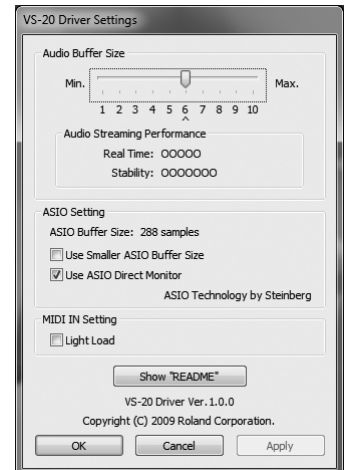 VS-20 Driver Settings
Audio Buffer Size
Min. Max.
1 2 3 4 5 6 7 8 9 10
^
Audio Streaming Performance
Real Time: OOOOO
Stability: OOOOOOO
ASIO Setting
ASIO Buffer Size: 288 samples
Use Smaller ASIO Buffer Size
Use ASIO Direct Monitor
ASIO Technology by Steinberg
MIDI IN Setting
Light Load
Show "README"
VS-20 Driver Ver. 1.0.0
Copyright (C) 2009 Roland Corporation.
OK Cancel Apply